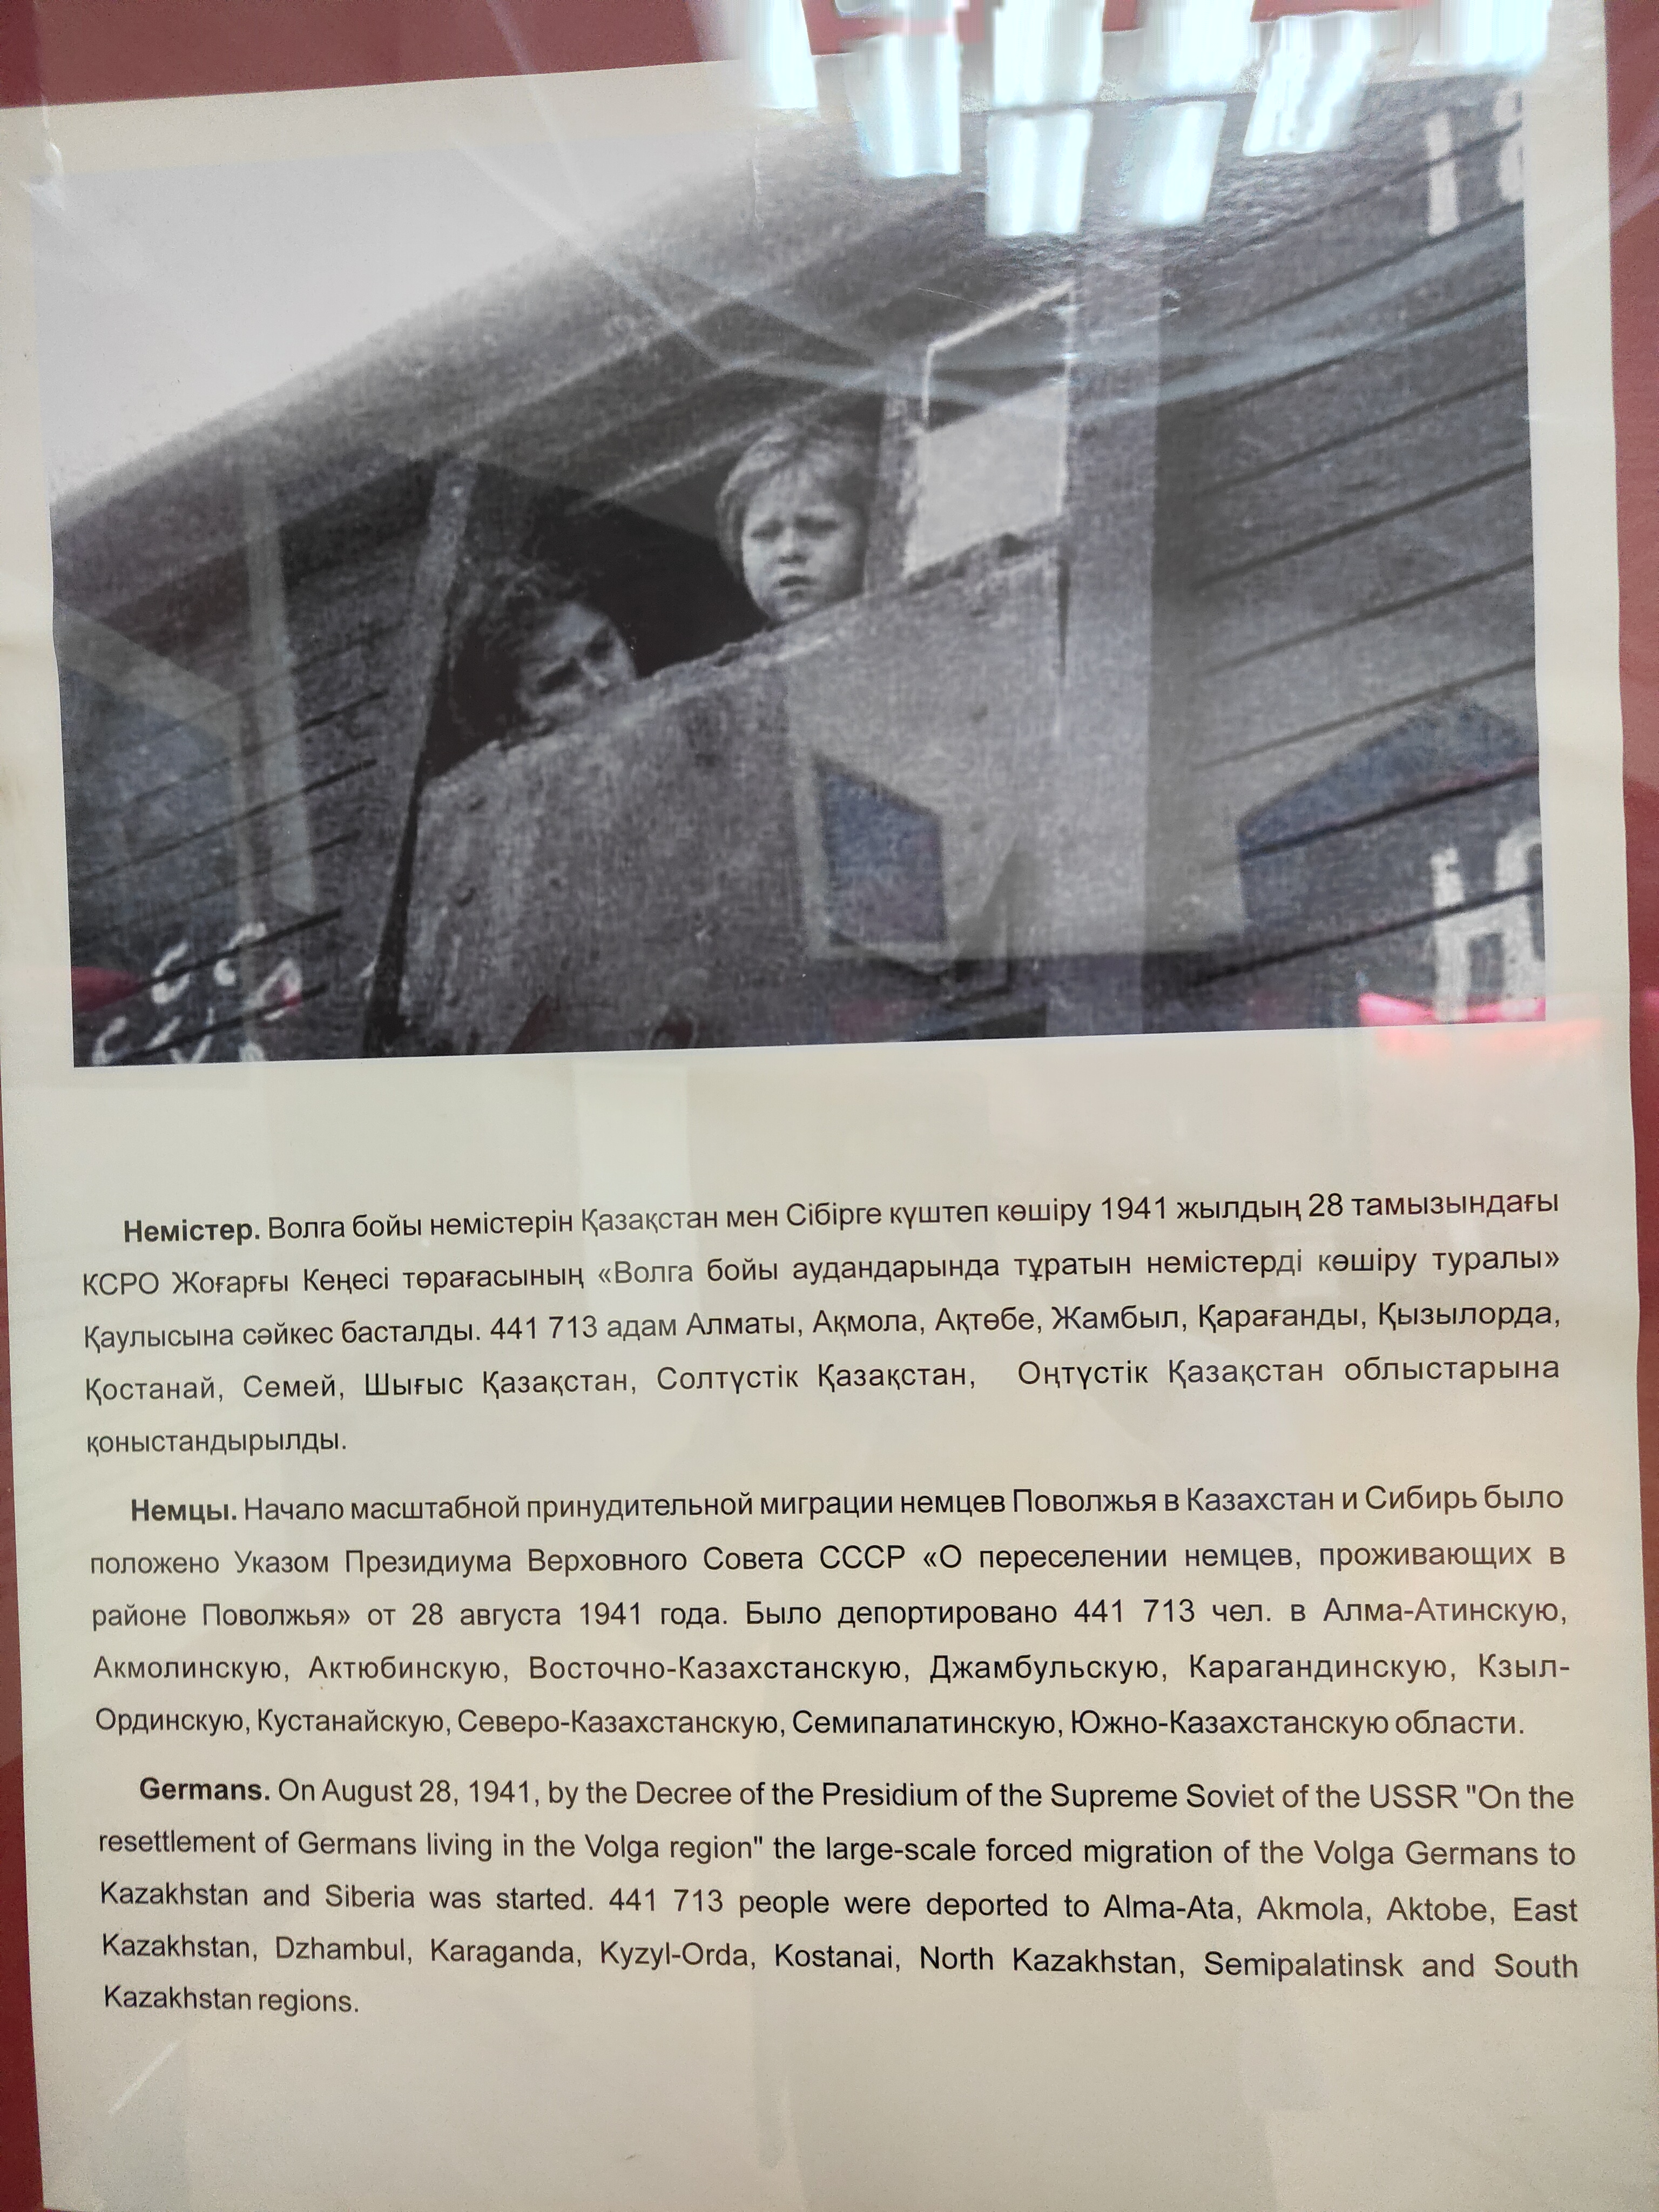 Немістер. Волга бойы немістерін Қазақстан мен Сібірге күштеп көшіру 1941 жылдың 28 тамызындағы
КСРО Жоғарғы Кеңесі төрағасының «Волга бойы аудандарында тұратын немістерді көшіру туралы»
Қаулысына сәйкес басталды. 441 713 адам Алматы, Ақмола, Ақтөбе, Жамбыл, Қарағанды, Қызылорда,
Қостанай, Семей, Шығыс Қазақстан, Солтүстік Қазақстан, Оңтүстік Қазақстан облыстарына
қоныстандырылды.
Немцы. Начало масштабной принудительной миграции немцев Поволжья в Казахстан и Сибирь было
положено Указом Президиума Верховного Совета СССР «О переселении немцев, проживающих в
районе Поволжья» от 28 августа 1941 года. Было депортировано 441 713 чел. в Алма-Атинскую,
Акмолинскую, Актюбинскую, Восточно-Казахстанскую, Джамбульскую, Карагандинскую, Кзыл-
Ординскую, Кустанайскую, Северо-Казахстанскую, Семипалатинскую, Южно-Казахстанскую области.
Germans. On August 28, 1941, by the Decree of the Presidium of the Supreme Soviet of the USSR "On the
resettlement of Germans living in the Volga region" the large-scale forced migration of the Volga Germans to
Kazakhstan and Siberia was started. 441 713 people were deported to Alma-Ata, Akmola, Aktobe, East
Kazakhstan, Dzhambul, Karaganda, Kyzyl-Orda, Kostanai, North Kazakhstan, Semipalatinsk and South
Kazakhstan regions.